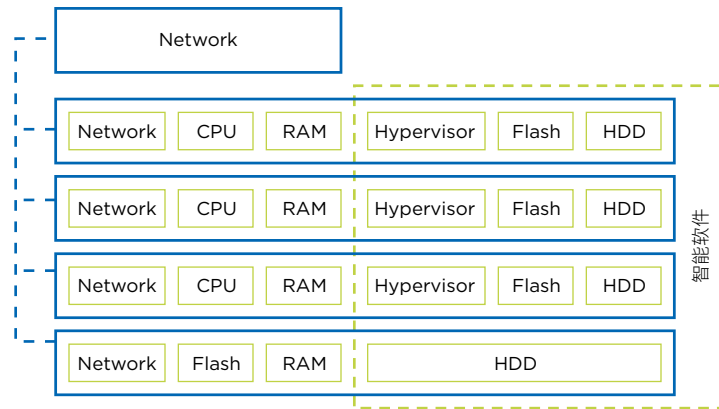 Network
Network CPU RAM Hypervisor Flash HDD
Network CPU RAM Hypervisor Flash HDD
Network CPU RAM Hypervisor Flash HDD
Network Flash RAM HDD
智能软件